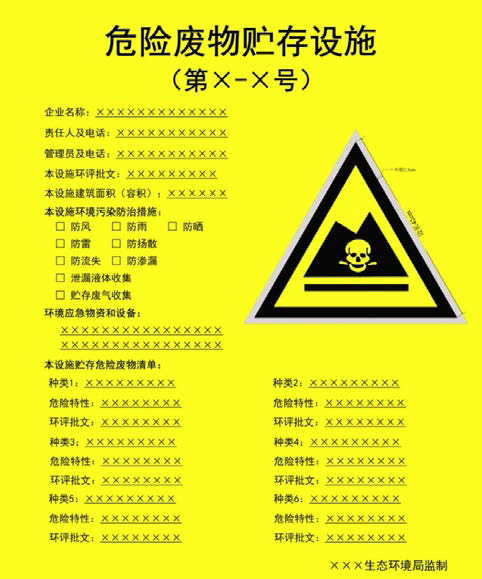 危险废物贮存设施
（第×-×号）
企业名称：×××××××××××××
责任人及电话：×××××××××××
管理员及电话：×××××××××××
本设施环评批文：×××××××××
本设施建筑面积（容积）：××××××
本设施环境污染防治措施：
□ 防风 □ 防雨 □ 防晒
□ 防雷 □ 防扬散
□ 防流失 □ 防渗漏
□ 泄漏液体收集
□ 贮存废气收集
环境应急物资和设备：
××××××××××××××××
××××××××××××××××
本设施贮存危险废物清单：
种类1：××××××××× 种类2：×××××××××
危险特性：×××××××× 危险特性：××××××××
环评批文：×××××××× 环评批文：××××××××
种类3：××××××××× 种类4：×××××××××
危险特性：×××××××× 危险特性：××××××××
环评批文：×××××××× 环评批文：××××××××
种类5：××××××××× 种类6：×××××××××
危险特性：×××××××× 危险特性：××××××××
环评批文：×××××××× 环评批文：××××××××
×××生态环境局监制